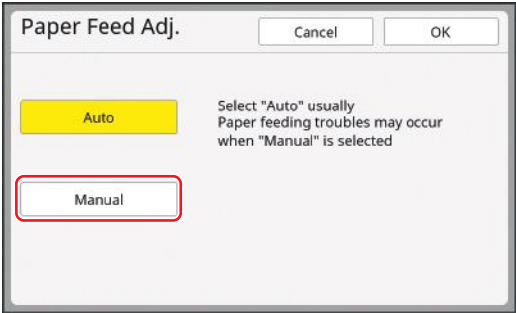 Paper Feed Adj.
Cancel
OK
Auto
Select "Auto" usually
Paper feeding troubles may occur
when "Manual" is selected
Manual